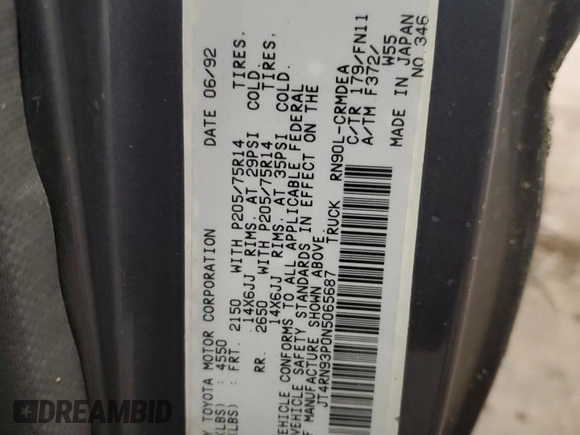 Y TOYOTA MOTOR CORPORATION DATE 06/92
(LBS) : 4550
(LBS) : FRT. 2150 WITH P205/75R14 TIRES.
14X6JJ RIMS. AT 29PSI COLD.
RR. 2650 WITH P205/75R14 TIRES.
14X6JJ RIMS. AT 35PSI COLD.
VEHICLE CONFORMS TO ALL APPLICABLE FEDERAL
VEHICLE SAFETY STANDARDS IN EFFECT ON THE
F MANUFACTURE SHOWN ABOVE.
JT4RN93P0N5065687 TRUCK RN90L-CRMDEA
C/TR 179/FN11
A/TM F372/
W55
MADE IN JAPAN
NO.346
DREAMBID